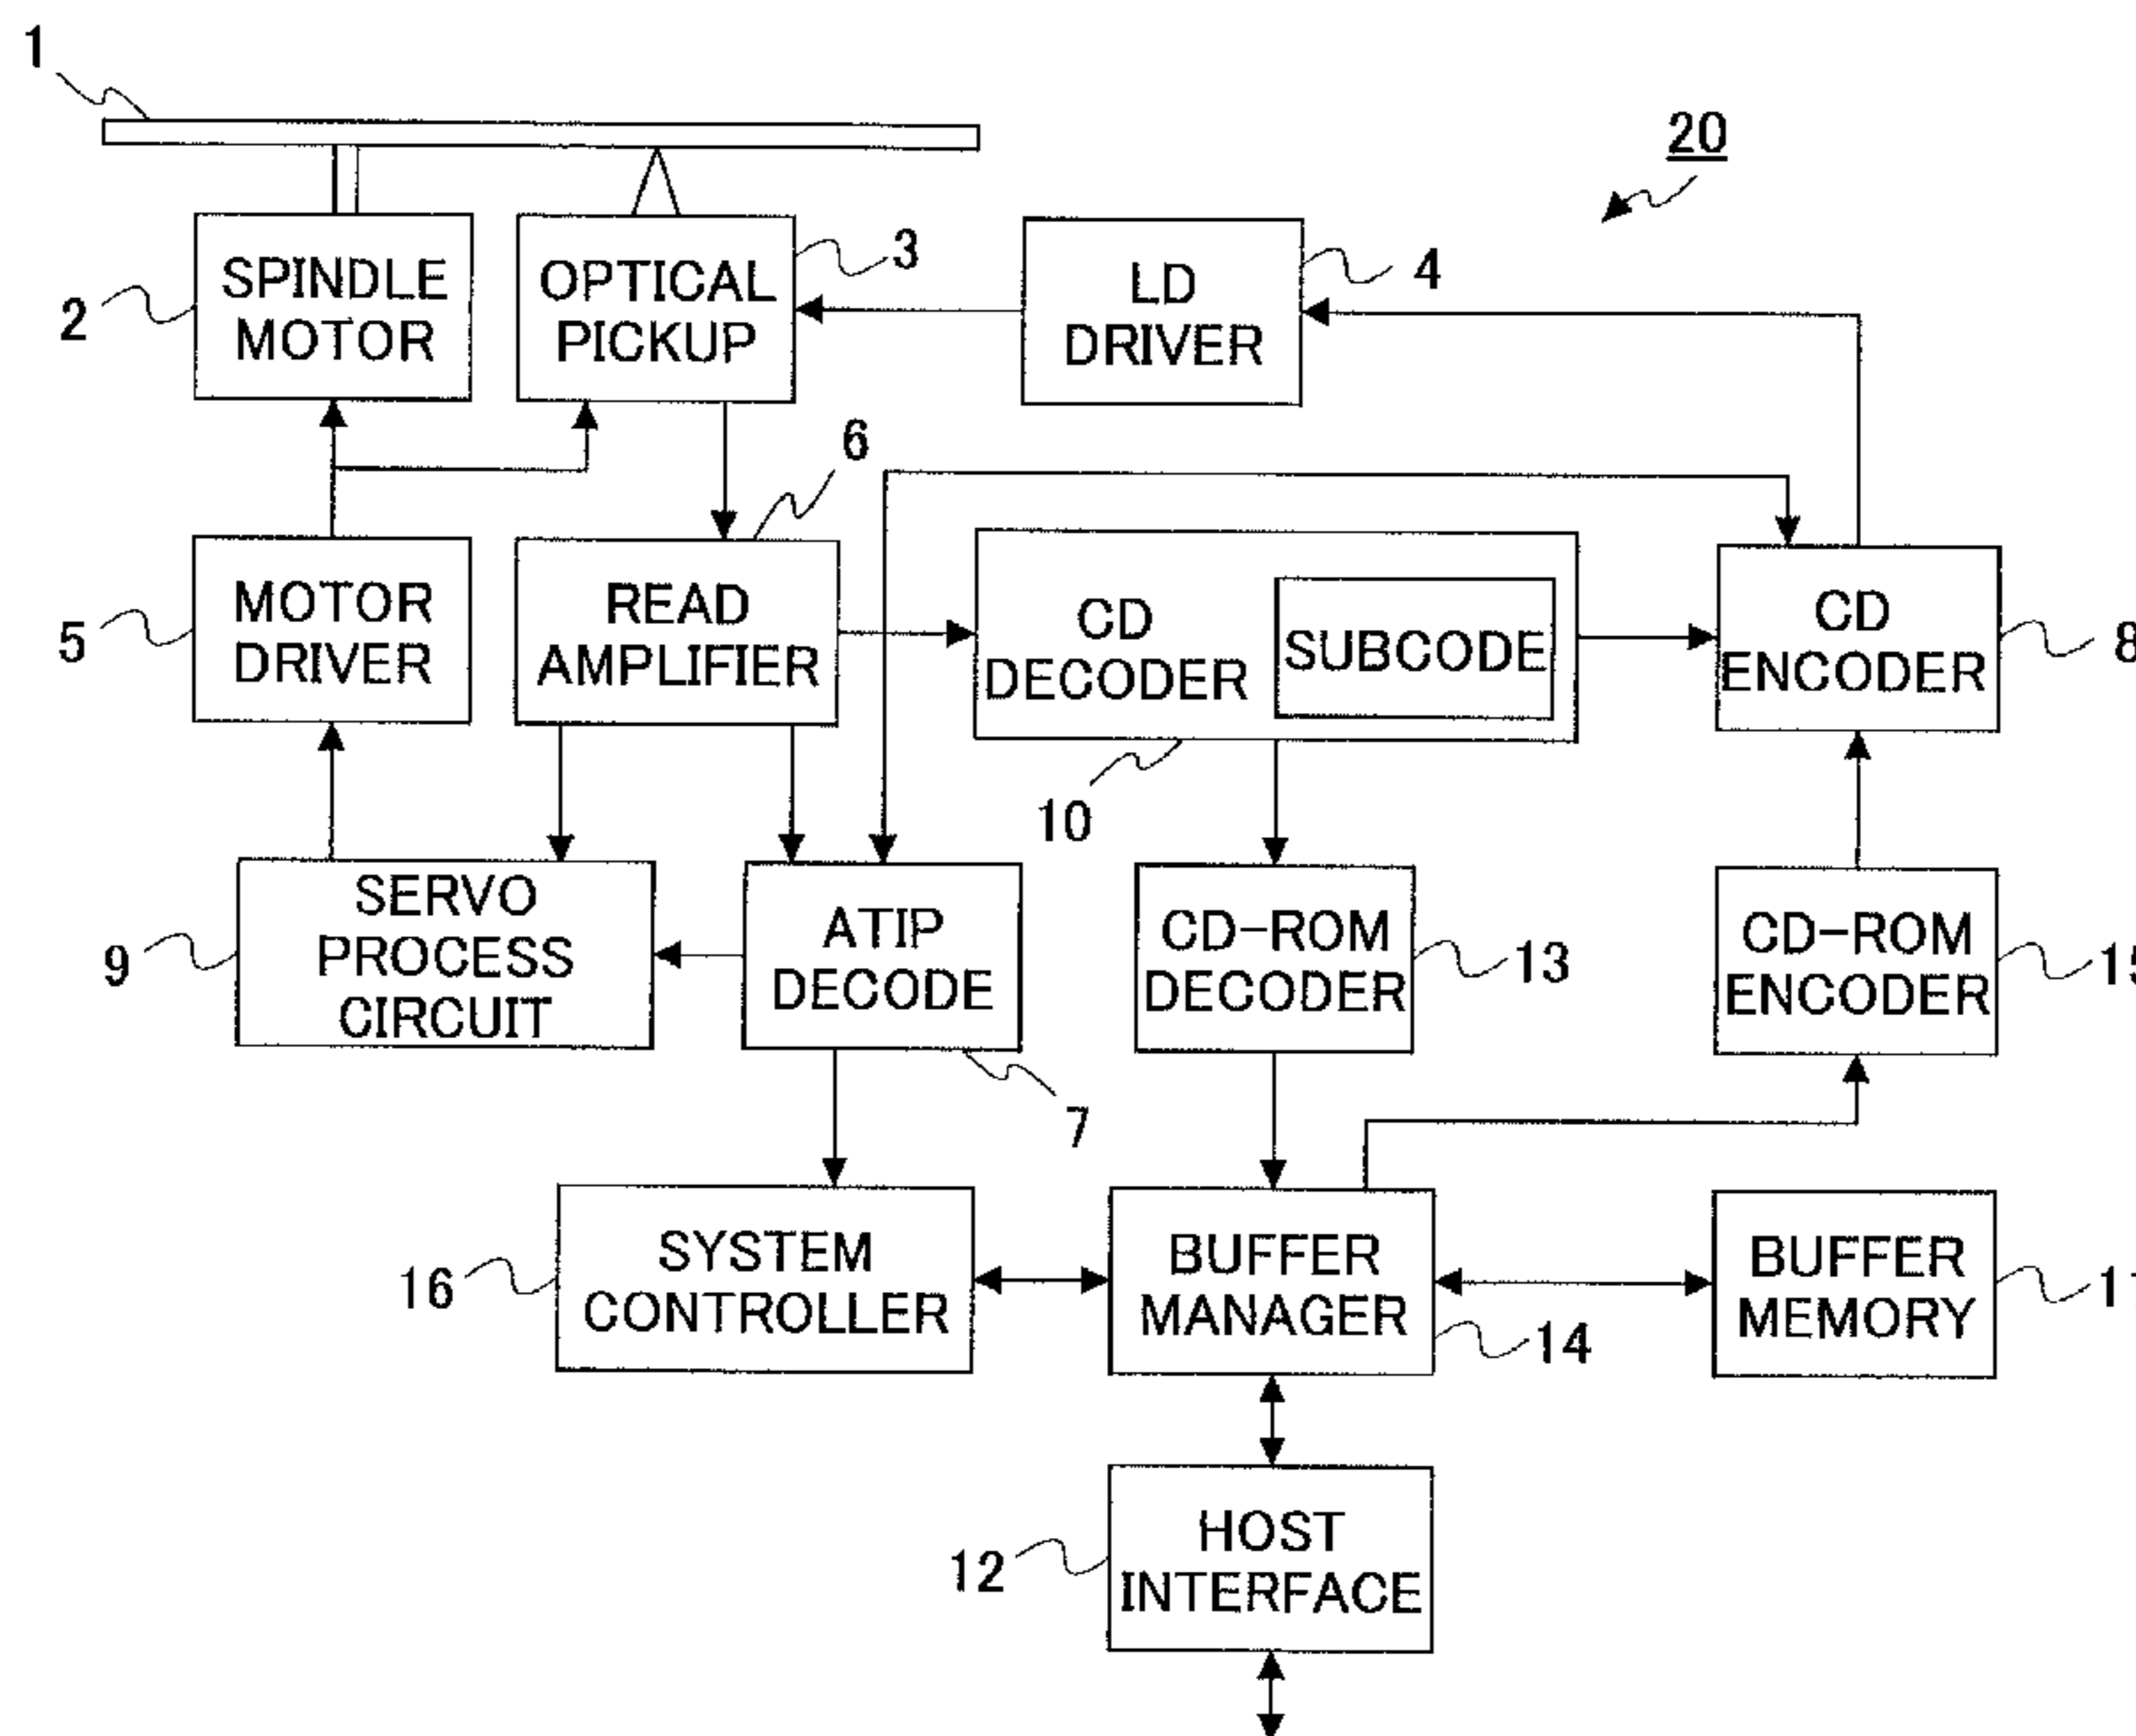 1
20
SPINDLE
MOTOR
2
OPTICAL
PICKUP
3
LD
DRIVER
4
6
MOTOR
DRIVER
5
READ
AMPLIFIER
CD
DECODER
SUBCODE
10
CD
ENCODER
8
SERVO
PROCESS
CIRCUIT
9
ATIP
DECODE
7
CD-ROM
DECODER
13
CD-ROM
ENCODER
15
SYSTEM
CONTROLLER
16
BUFFER
MANAGER
14
BUFFER
MEMORY
HOST
INTERFACE
12